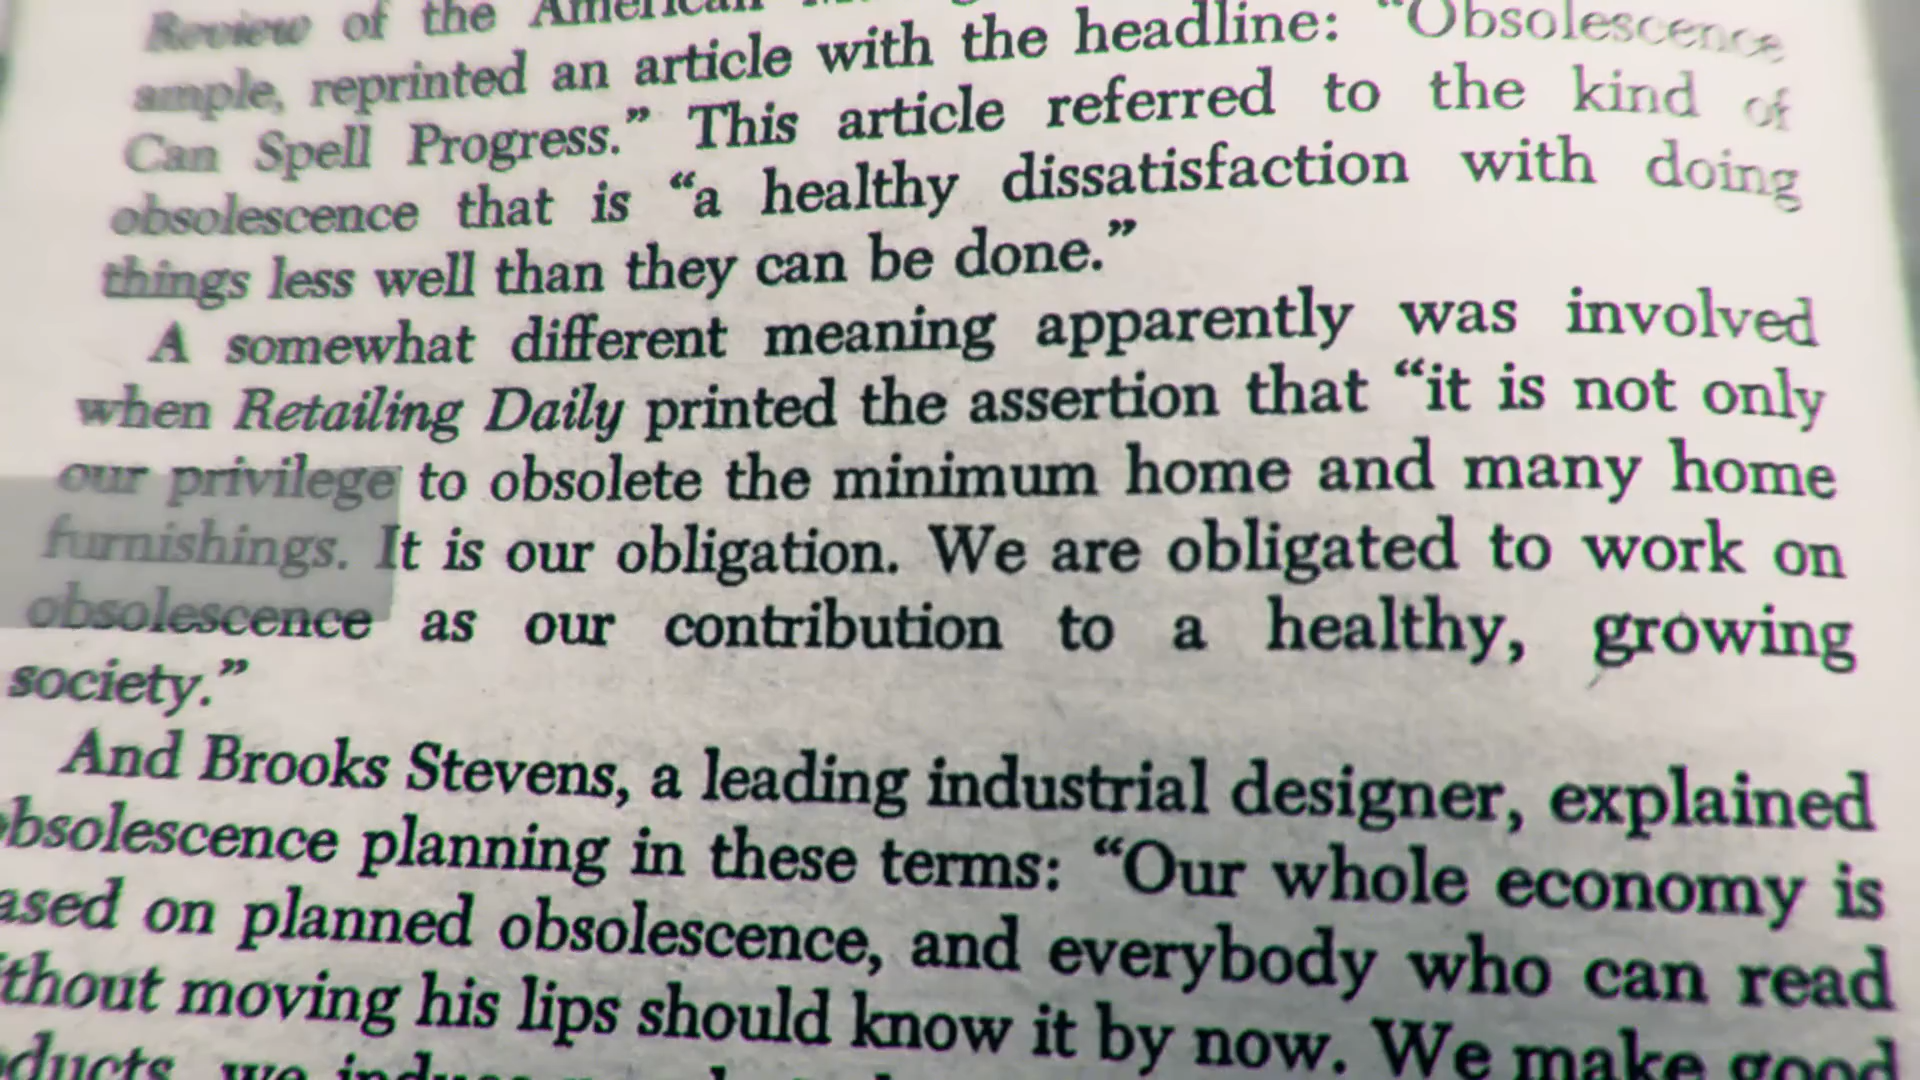 Review of the American
ample, reprinted an article with the headline: “Obsolescence
Can Spell Progress.” This article referred to the kind of
obsolescence that is “a healthy dissatisfaction with doing
things less well than they can be done.”
A somewhat different meaning apparently was involved
when Retailing Daily printed the assertion that “it is not only
our privilege to obsolete the minimum home and many home
furnishings. It is our obligation. We are obligated to work on
obsolescence as our contribution to a healthy, growing
society.”
And Brooks Stevens, a leading industrial designer, explained
bsolescence planning in these terms: “Our whole economy is
ased on planned obsolescence, and everybody who can read
ithout moving his lips should know it by now. We make good
ducts, we